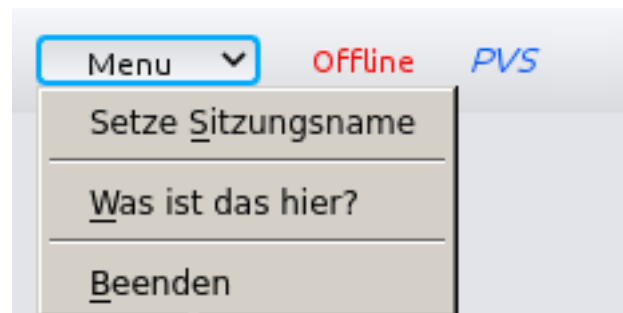 Menu Offline PVS
Setze Sitzungsname
Was ist das hier?
Beenden